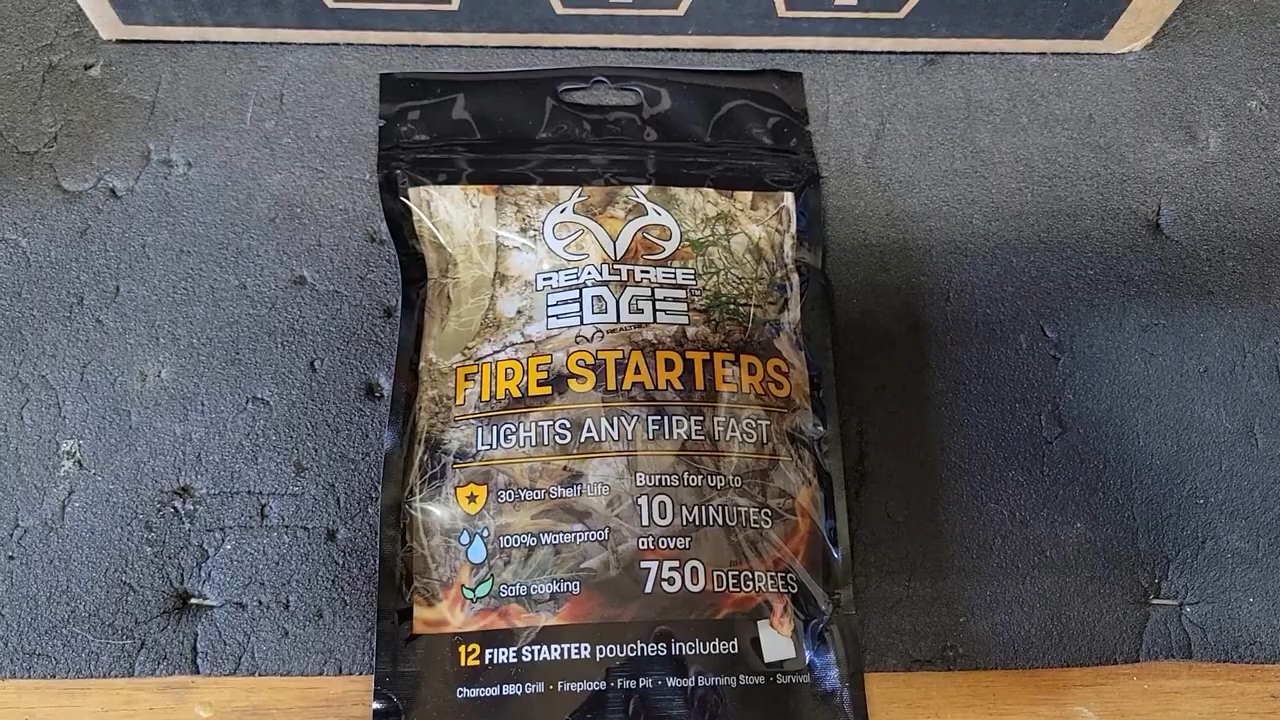 REALTREE
EDGE™
REALTREE
FIRE STARTERS
LIGHTS ANY FIRE FAST
30-Year Shelf-Life
100% Waterproof
Safe cooking
Burns for up to
10 MINUTES
at over
750 DEGREES
12 FIRE STARTER pouches included
Charcoal BBQ Grill • Fireplace • Fire Pit • Wood Burning Stove • Survival